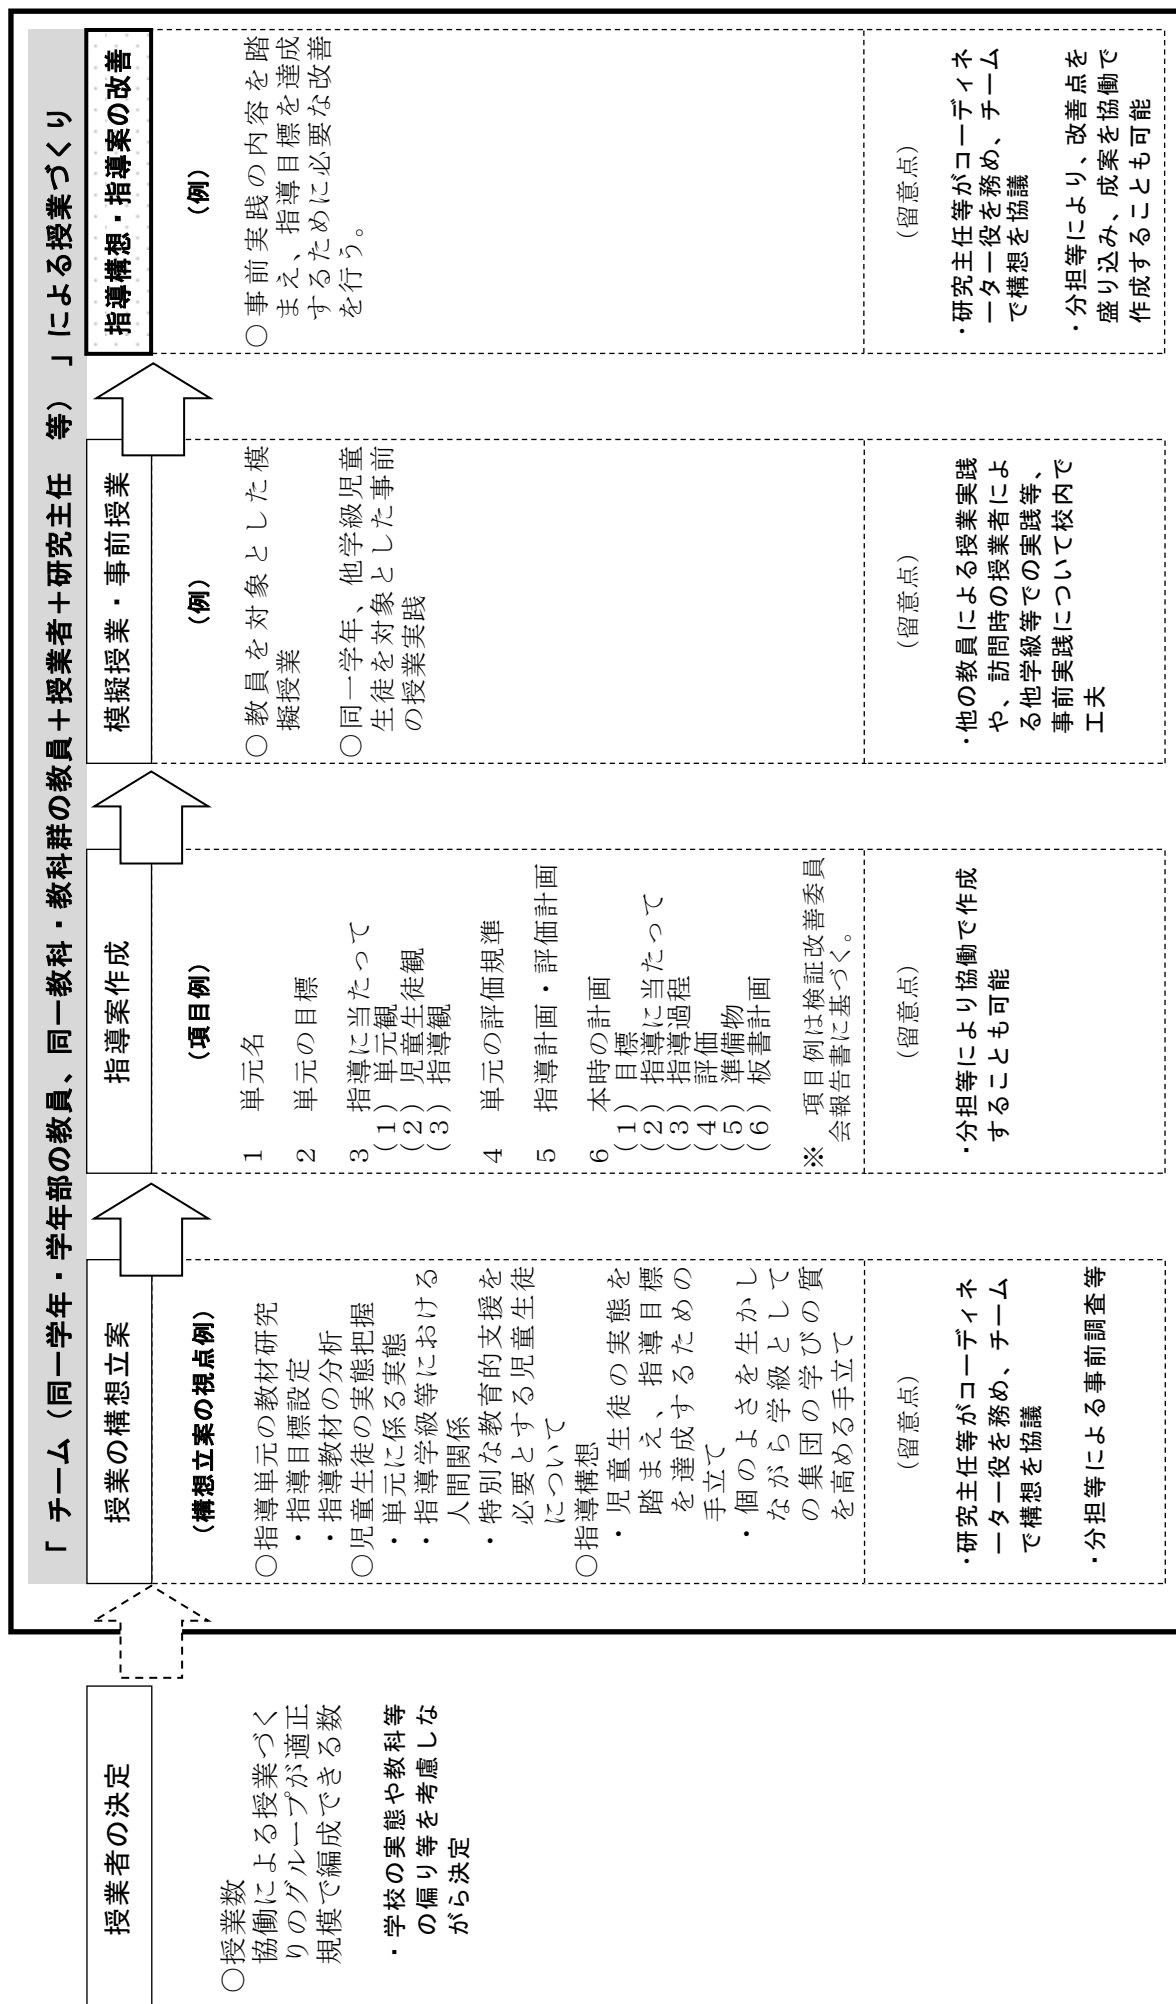 授業者の決定
○授業数
協働による授業づく
りのグループが適正
規模で編成できる数
・学校の実態や教科等
の偏り等を考慮しな
がら決定
「 チーム(同一学年・学年部の教員、同一教科・教科群の教員＋授業者＋研究主任 等) 」による授業づくり
授業の構想立案
(構想立案の視点例)
○指導単元の教材研究
・指導目標設定
・指導教材の分析
○児童生徒の実態把握
・単元に係る実態
・指導学級等における
人間関係
・特別な教育的支援を
必要とする児童生徒
について
○指導構想
・児童生徒の実態を
踏まえ、指導目標
を達成するための
手立て
・個のよさを生かし
ながら学級として
の集団の学びの質
を高める手立て
(留意点)
・研究主任等がコーディネ
ーター役を務め、チーム
で構想を協議
・分担等による事前調査等
指導案作成
(項目例)
1 単元名
2 単元の目標
3 指導に当たって
(1) 単元観
(2) 児童生徒観
(3) 指導観
4 単元の評価規準
5 指導計画・評価計画
6 本時の計画
(1) 目標
(2) 指導に当たって
(3) 指導過程
(4) 評価
(5) 準備物
(6) 板書計画
※ 項目例は検証改善委員
会報告書に基づく。
(留意点)
・分担等により協働で作成
することも可能
模擬授業・事前授業
(例)
○教員を対象とした模
擬授業
○同一学年、他学級児童
生徒を対象とした事前
の授業実践
(留意点)
・他の教員による授業実践
や、訪問時の授業者によ
る他学級等での実践等、
事前実践について校内で
工夫
指導構想・指導案の改善
(例)
○事前実践の内容を踏
まえ、指導目標を達成
するために必要な改善
を行う。
(留意点)
・研究主任等がコーディネ
ーター役を務め、チーム
で構想を協議
・分担等により、改善点を
盛り込み、成案を協働で
作成することも可能